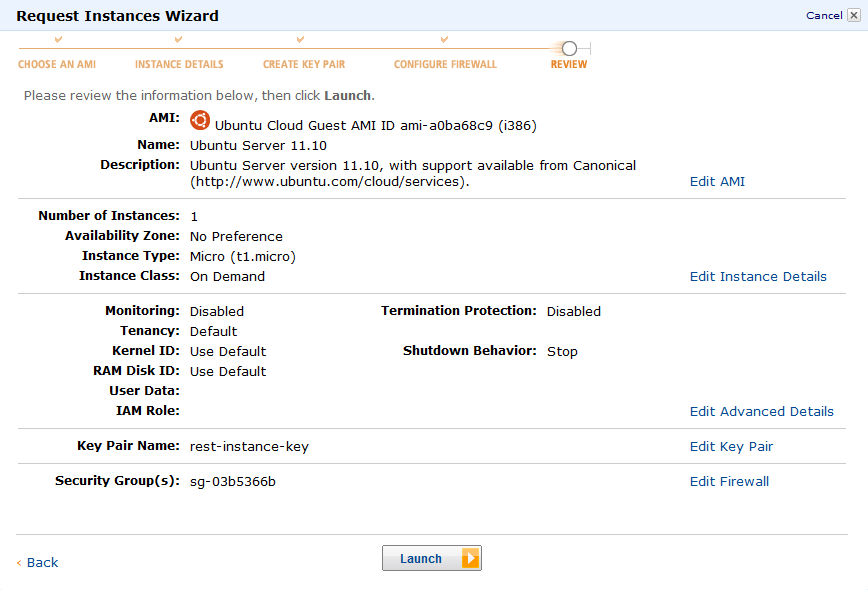 Request Instances Wizard
Cancel
CHOOSE AN AMI INSTANCE DETAILS CREATE KEY PAIR CONFIGURE FIREWALL REVIEW
Please review the information below, then click Launch.
AMI: Ubuntu Cloud Guest AMI ID ami-a0ba68c9 (i386)
Name: Ubuntu Server 11.10
Description: Ubuntu Server version 11.10, with support available from Canonical
(http://www.ubuntu.com/cloud/services). Edit AMI
Number of Instances: 1
Availability Zone: No Preference
Instance Type: Micro (t1.micro)
Instance Class: On Demand Edit Instance Details
Monitoring: Disabled Termination Protection: Disabled
Tenancy: Default
Kernel ID: Use Default Shutdown Behavior: Stop
RAM Disk ID: Use Default
User Data:
IAM Role: Edit Advanced Details
Key Pair Name: rest-instance-key Edit Key Pair
Security Group(s): sg-03b5366b Edit Firewall
‹ Back Launch